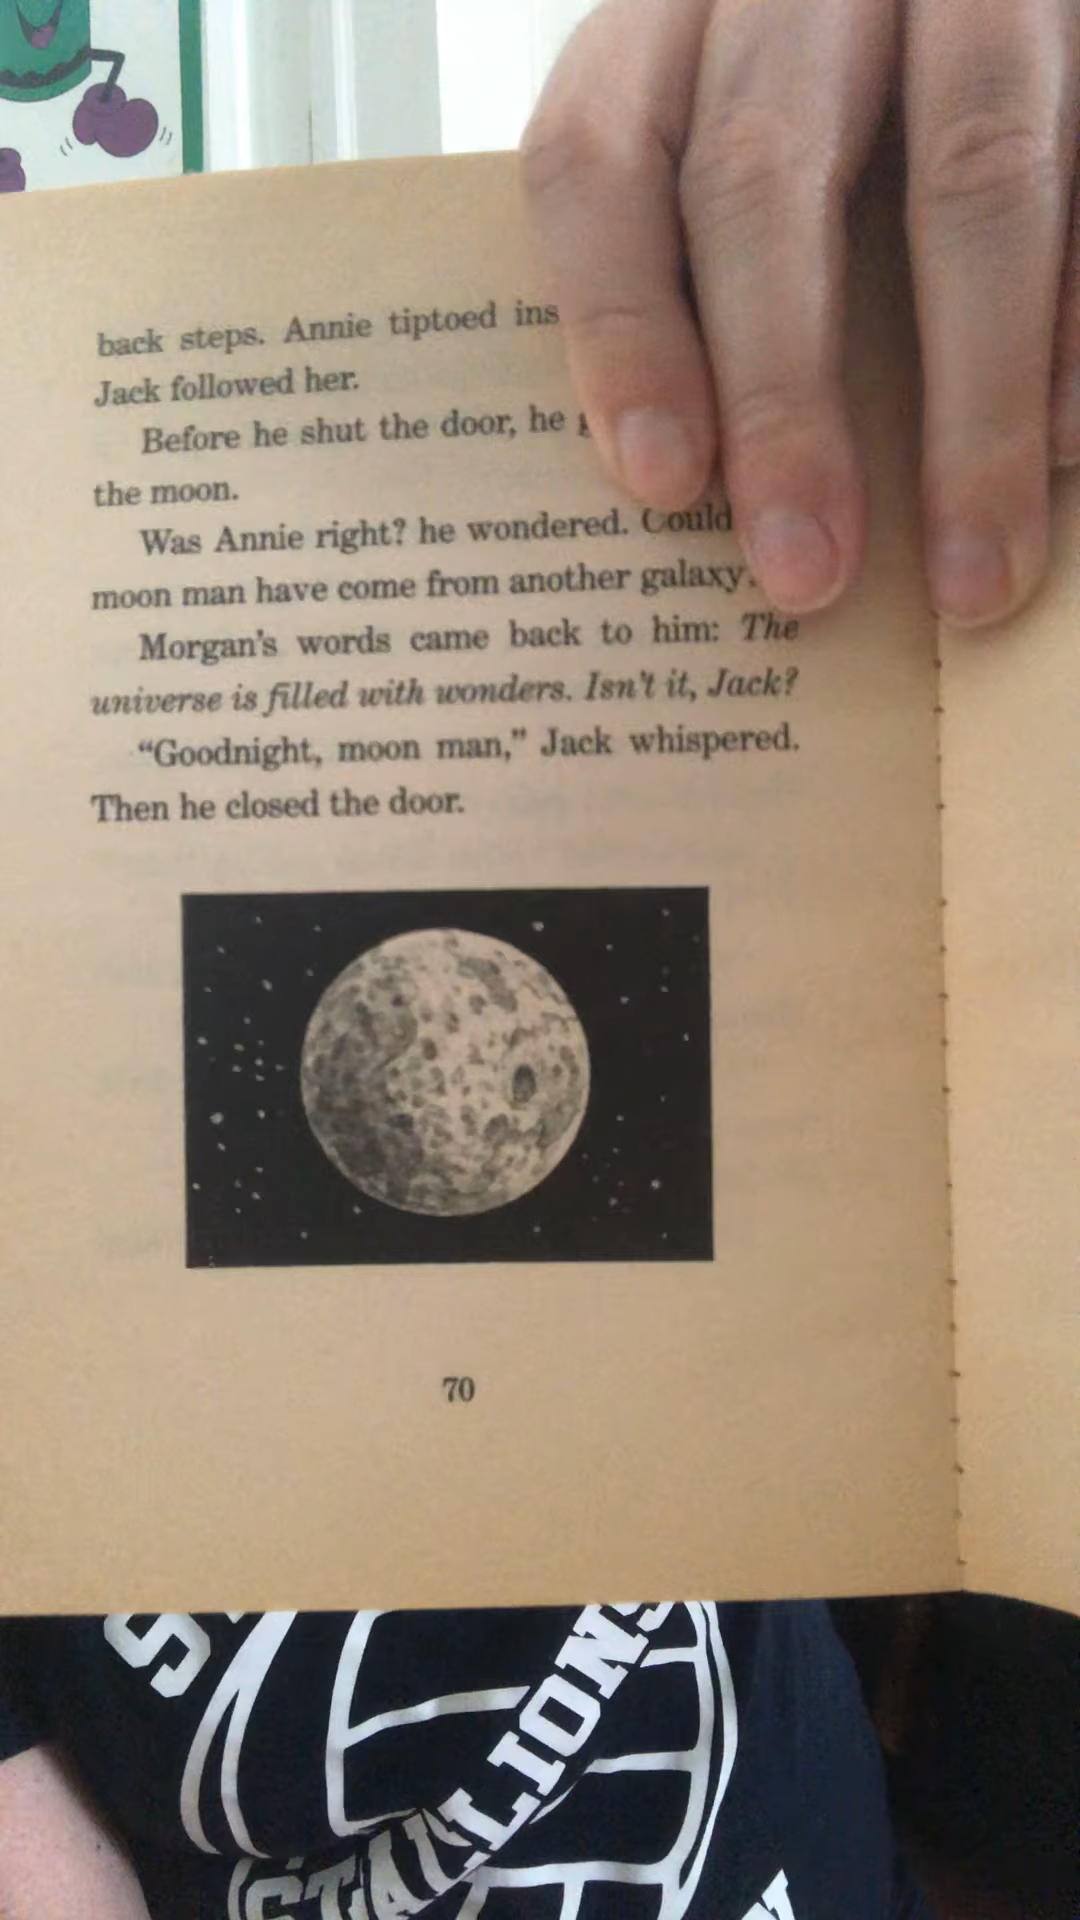 back steps. Annie tiptoed ins
Jack followed her.
Before he shut the door, he
the moon.
Was Annie right? he wondered. Could
moon man have come from another galaxy
Morgan's words came back to him: The
universe is filled with wonders. Isn't it, Jack?
"Goodnight, moon man," Jack whispered.
Then he closed the door.
70
STALLIONS